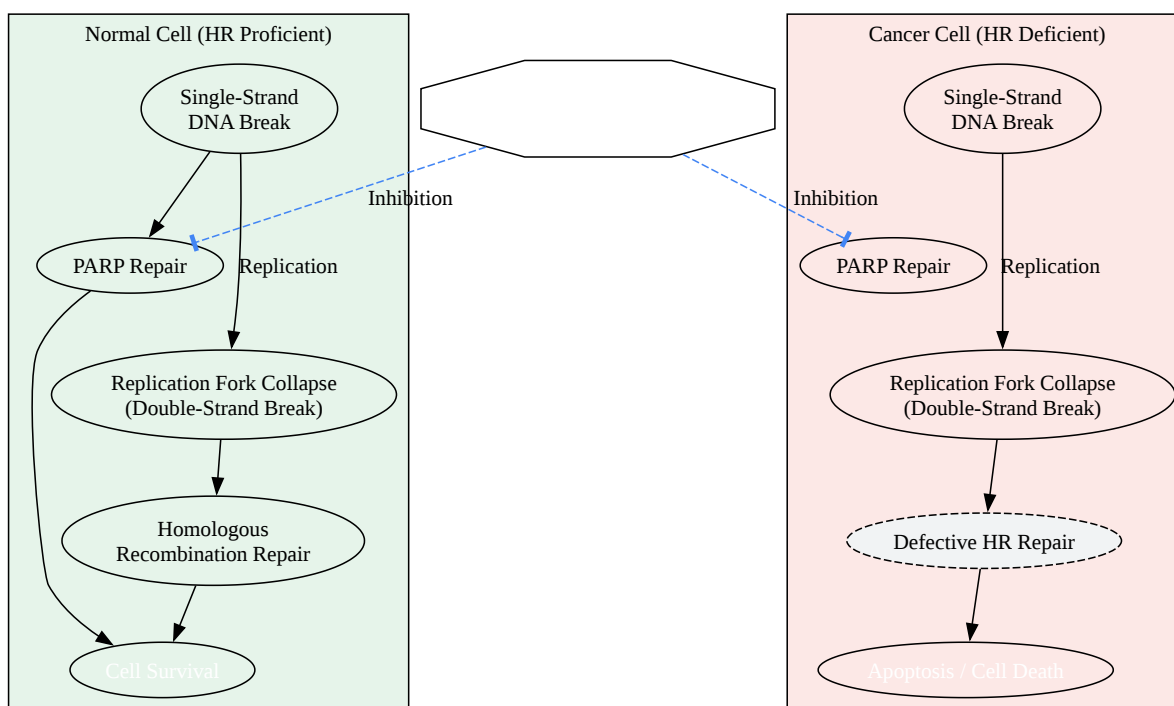 Normal Cell (HR Proficient)
Single-Strand
DNA Break
Inhibition
PARP Repair
Replication
Replication Fork Collapse
(Double-Strand Break)
Homologous
Recombination Repair
Cell Survival
Cancer Cell (HR Deficient)
Single-Strand
DNA Break
Inhibition
PARP Repair
Replication
Replication Fork Collapse
(Double-Strand Break)
Defective HR Repair
Apoptosis / Cell Death